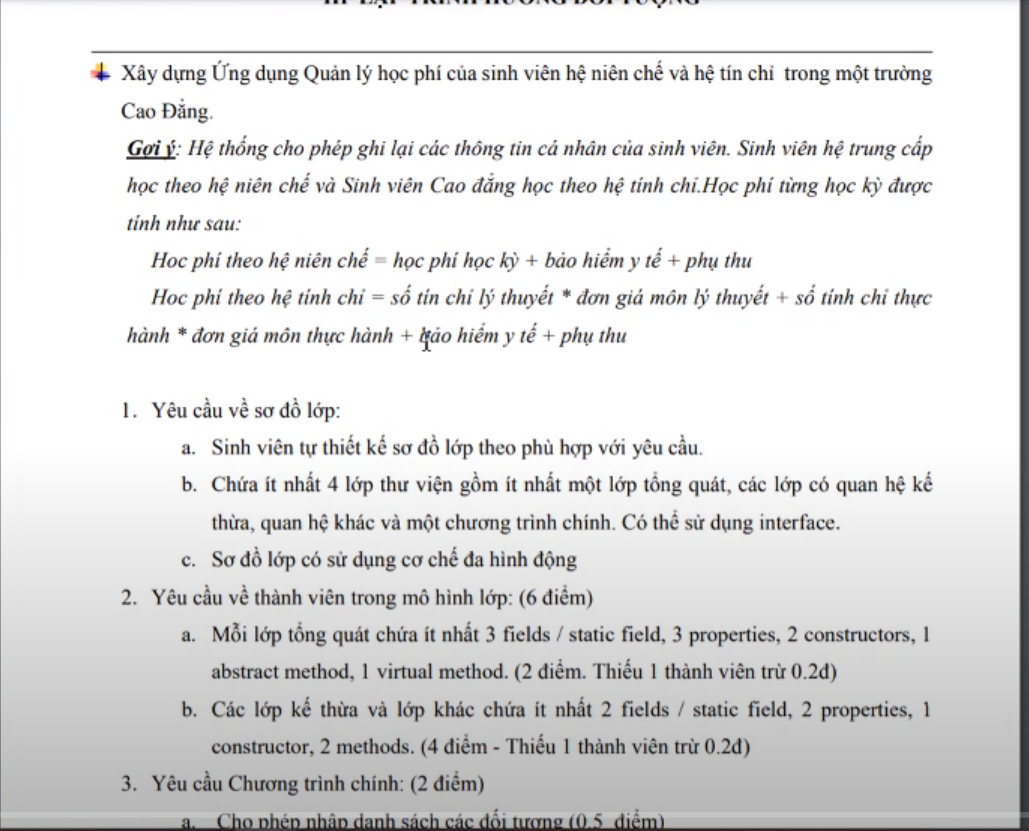 Xây dựng Ứng dụng Quản lý học phí của sinh viên hệ niên chế và hệ tín chỉ trong một trường
Cao Đẳng.
Gợi ý: Hệ thống cho phép ghi lại các thông tin cá nhân của sinh viên. Sinh viên hệ trung cấp
học theo hệ niên chế và Sinh viên Cao đẳng học theo hệ tính chỉ.Học phí từng học kỳ được
tính như sau:
Hoc phí theo hệ niên chế = học phí học kỳ + bảo hiểm y tế + phụ thu
Hoc phí theo hệ tính chỉ = số tín chỉ lý thuyết * đơn giá môn lý thuyết + số tính chỉ thực
hành * đơn giá môn thực hành + bảo hiểm y tế + phụ thu
1. Yêu cầu về sơ đồ lớp:
a. Sinh viên tự thiết kế sơ đồ lớp theo phù hợp với yêu cầu.
b. Chứa ít nhất 4 lớp thư viện gồm ít nhất một lớp tổng quát, các lớp có quan hệ kế
thừa, quan hệ khác và một chương trình chính. Có thể sử dụng interface.
c. Sơ đồ lớp có sử dụng cơ chế đa hình động
2. Yêu cầu về thành viên trong mô hình lớp: (6 điểm)
a. Mỗi lớp tổng quát chứa ít nhất 3 fields / static field, 3 properties, 2 constructors, 1
abstract method, 1 virtual method. (2 điểm. Thiếu 1 thành viên trừ 0.2đ)
b. Các lớp kế thừa và lớp khác chứa ít nhất 2 fields / static field, 2 properties, 1
constructor, 2 methods. (4 điểm - Thiếu 1 thành viên trừ 0.2đ)
3. Yêu cầu Chương trình chính: (2 điểm)
a. Cho phép nhập danh sách các đối tượng (0.5 điểm)